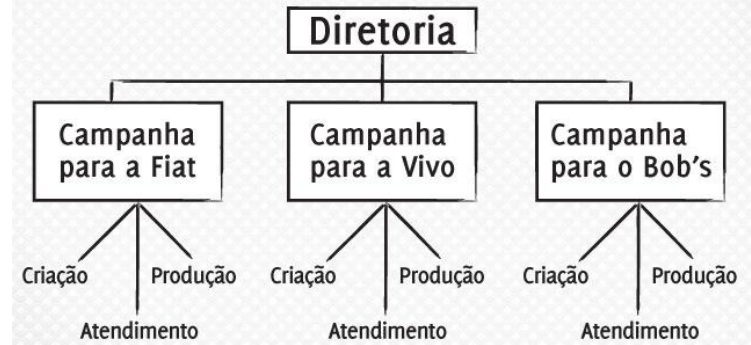 Diretoria
Campanha
para a Fiat
Campanha
para a Vivo
Campanha
para o Bob's
Criação
Produção
Atendimento
Criação
Produção
Atendimento
Criação
Produção
Atendimento